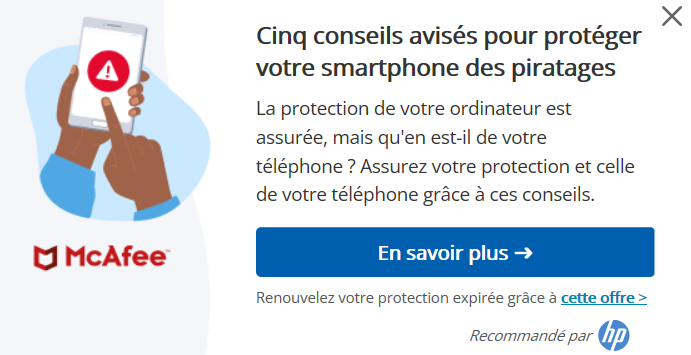 Cinq conseils avisés pour protéger
votre smartphone des piratages
La protection de votre ordinateur est
assurée, mais qu'en est-il de votre
téléphone ? Assurez votre protection et celle
de votre téléphone grâce à ces conseils.
McAfee™
En savoir plus ➔
Renouvelez votre protection expirée grâce à cette offre >
Recommandé par hp